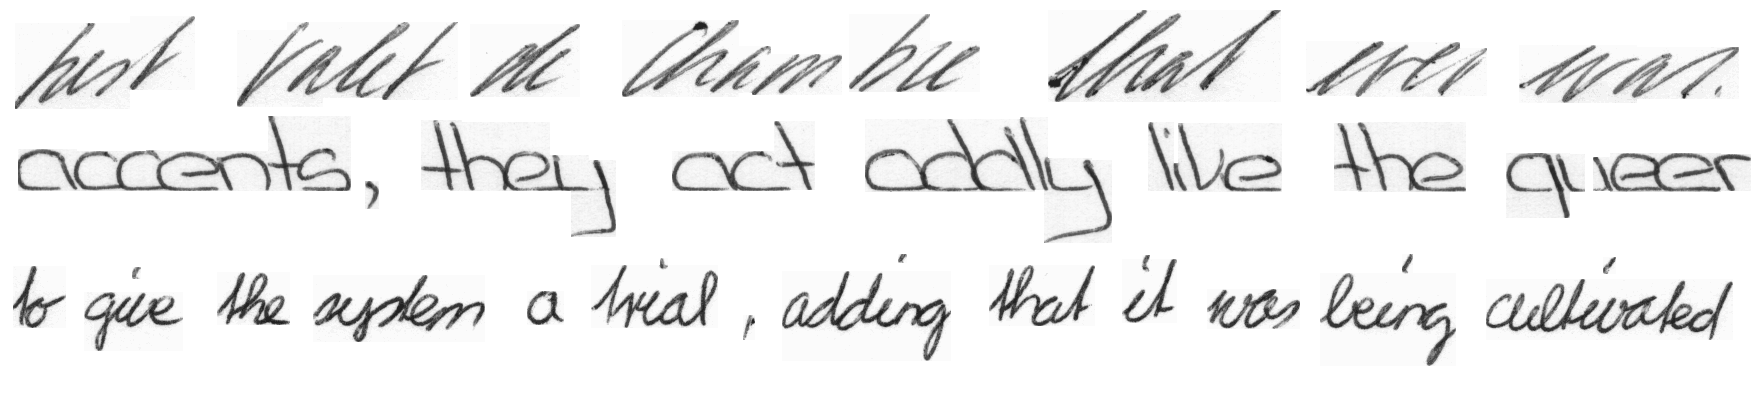 best valet de Chambre that ever was.
accents, they act oddly like the queer
to give the system a trial, adding that it was being cultivated